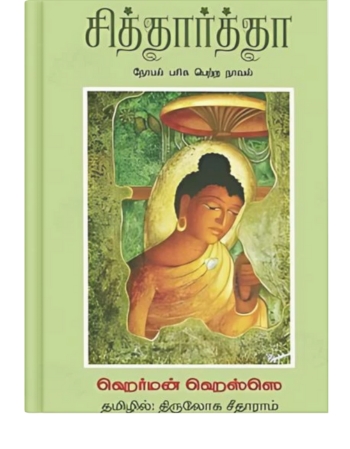 சித்தார்த்தா
நோபல் பரிசு பெற்ற நாவல்
ஹெர்மன் ஹெஸ்ஸெ
தமிழில்: திருலோக சீதாராம்